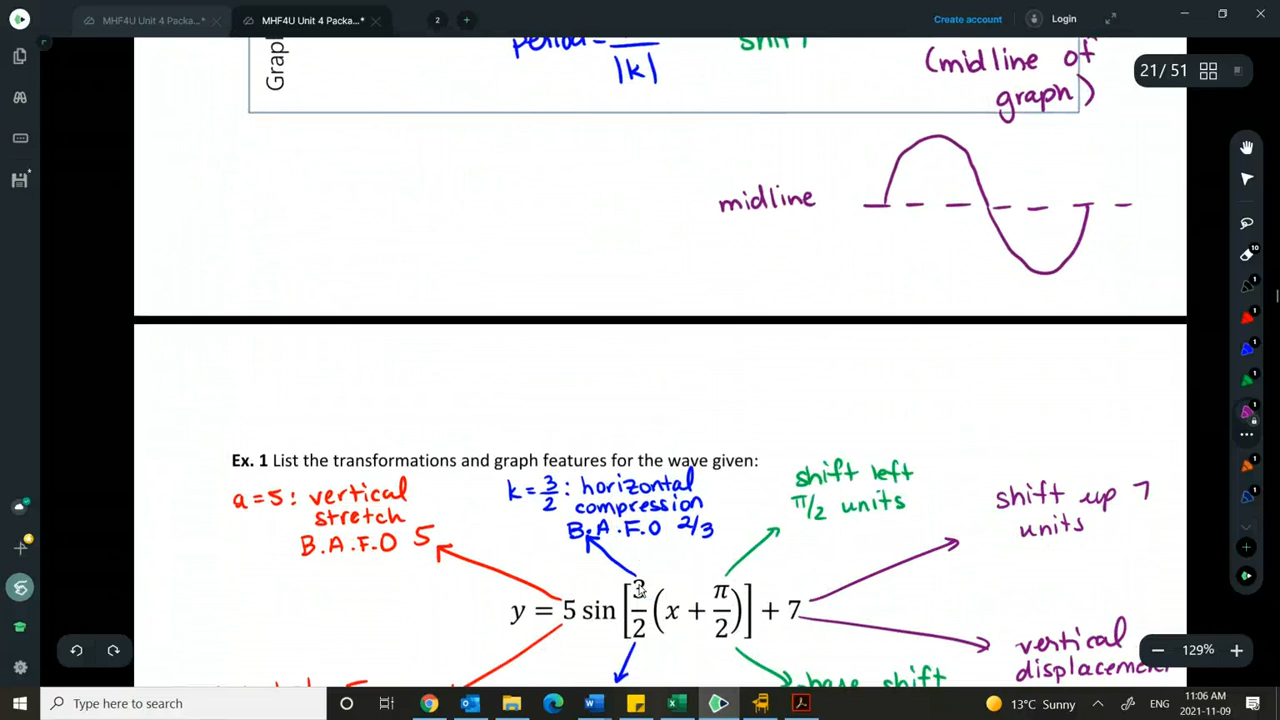 MHF4U Unit 4 Packa...*
MHF4U Unit 4 Packa...*
2
Create account
Login
21/51
Grap
period =
|k|
shift
(midline of
graph)
midline
Ex. 1 List the transformations and graph features for the wave given:
a = 5 : vertical
stretch
B.A.F.O 5
k = 3/2 : horizontal
compression
B.A.F.O 2/3
shift left
π/2 units
shift up 7
units
y = 5 sin [3/2 (x + π/2)] + 7
vertical
displacement
129%
Type here to search
13°C Sunny
11:06 AM
2021-11-09